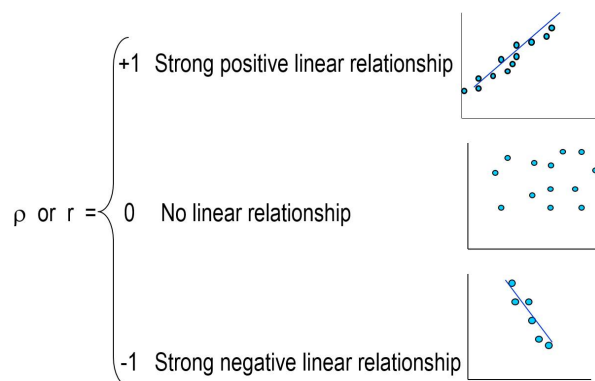 +1 Strong positive linear relationship
ρ or r = 0 No linear relationship
-1 Strong negative linear relationship